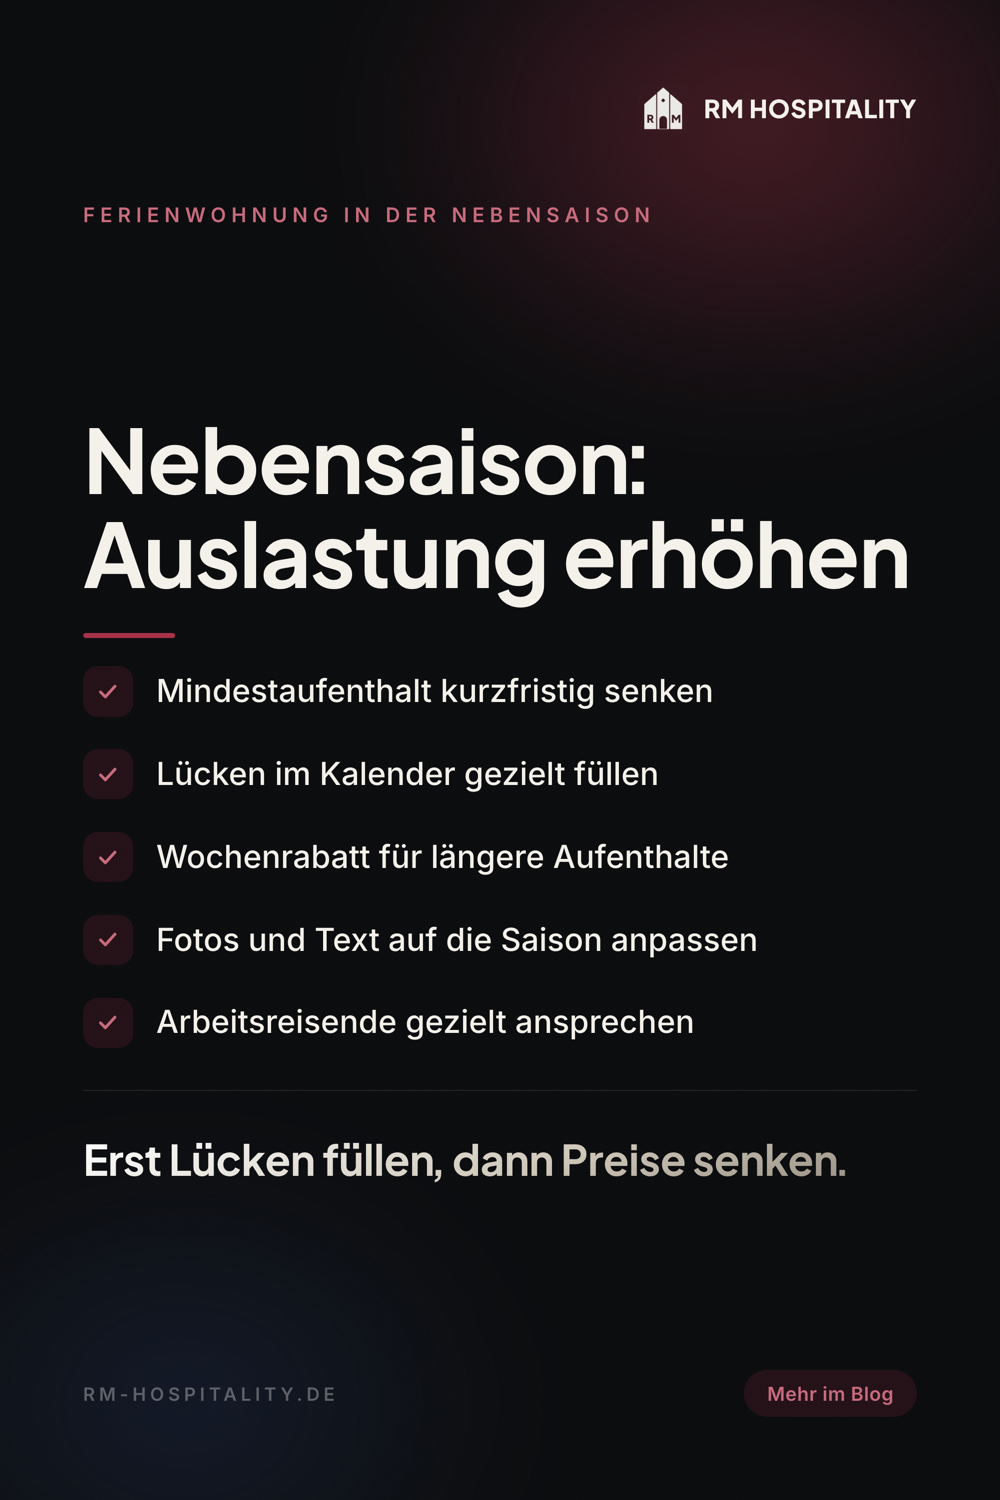 R M
RM HOSPITALITY
FERIENWOHNUNG IN DER NEBENSAISON
Nebensaison:
Auslastung erhöhen
Mindestaufenthalt kurzfristig senken
Lücken im Kalender gezielt füllen
Wochenrabatt für längere Aufenthalte
Fotos und Text auf die Saison anpassen
Arbeitsreisende gezielt ansprechen
Erst Lücken füllen, dann Preise senken.
RM-HOSPITALITY.DE
Mehr im Blog